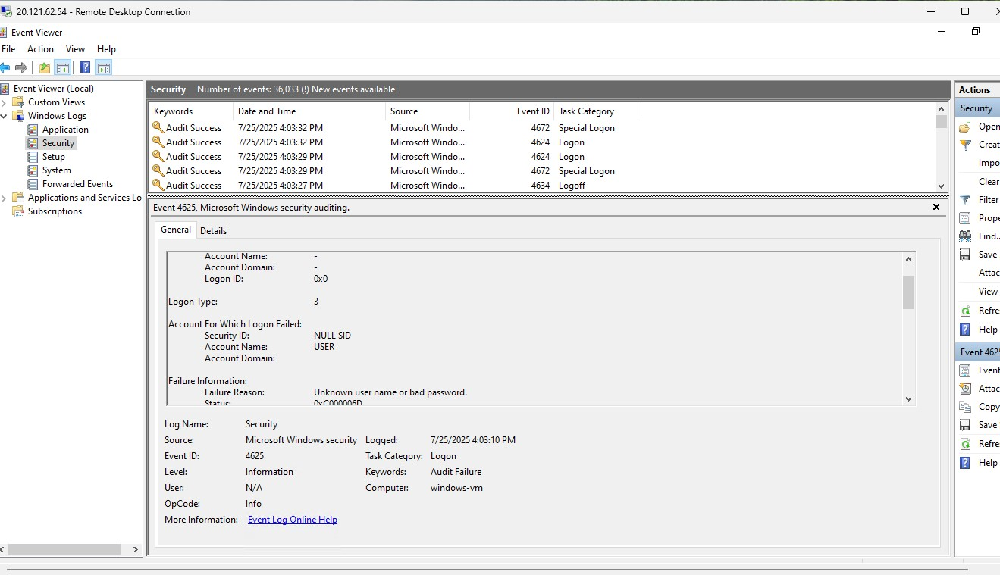 20.121.62.54 - Remote Desktop Connection
Event Viewer
File Action View Help
Event Viewer (Local)
Custom Views
Windows Logs
Application
Security
Setup
System
Forwarded Events
Applications and Services Lo
Subscriptions
Security Number of events: 36,033 (!) New events available
Keywords Date and Time Source Event ID Task Category
Audit Success 7/25/2025 4:03:32 PM Microsoft Windo... 4672 Special Logon
Audit Success 7/25/2025 4:03:32 PM Microsoft Windo... 4624 Logon
Audit Success 7/25/2025 4:03:29 PM Microsoft Windo... 4624 Logon
Audit Success 7/25/2025 4:03:29 PM Microsoft Windo... 4672 Special Logon
Audit Success 7/25/2025 4:03:27 PM Microsoft Windo... 4634 Logoff
Event 4625, Microsoft Windows security auditing.
General Details
Account Name: -
Account Domain: -
Logon ID: 0x0
Logon Type: 3
Account For Which Logon Failed:
Security ID: NULL SID
Account Name: USER
Account Domain:
Failure Information:
Failure Reason: Unknown user name or bad password.
Status: 0xC000006D
Log Name: Security
Source: Microsoft Windows security Logged: 7/25/2025 4:03:10 PM
Event ID: 4625 Task Category: Logon
Level: Information Keywords: Audit Failure
User: N/A Computer: windows-vm
OpCode: Info
More Information: Event Log Online Help
Actions
Security
Open
Creat
Impo
Clear
Filter
Prope
Find..
Save
Attac
View
Refre
Help
Event 4625
Event
Attac
Copy
Save
Refre
Help